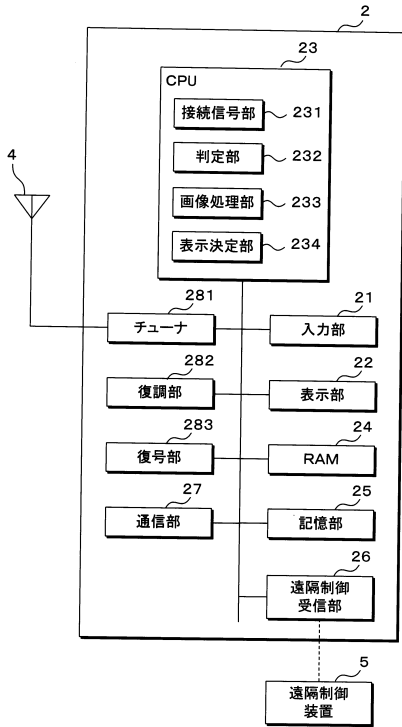 2
23
CPU
接続信号部
231
判定部
232
画像処理部
233
表示決定部
234
4
281
チューナ
21
入力部
282
復調部
22
表示部
283
復号部
24
RAM
27
通信部
25
記憶部
26
遠隔制御
受信部
5
遠隔制御
装置